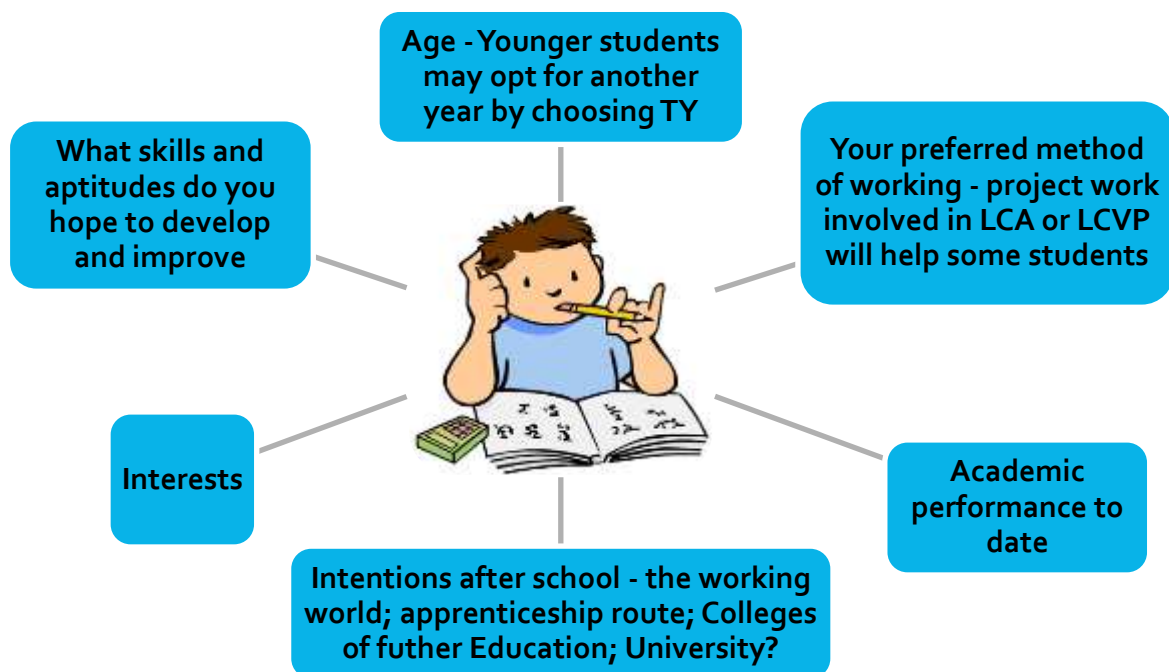 Age - Younger students
may opt for another
year by choosing TY
What skills and
aptitudes do you
hope to develop
and improve
Your preferred method
of working - project work
involved in LCA or LCVP
will help some students
Interests
Academic
performance to
date
Intentions after school - the working
world; apprenticeship route; Colleges
of futher Education; University?